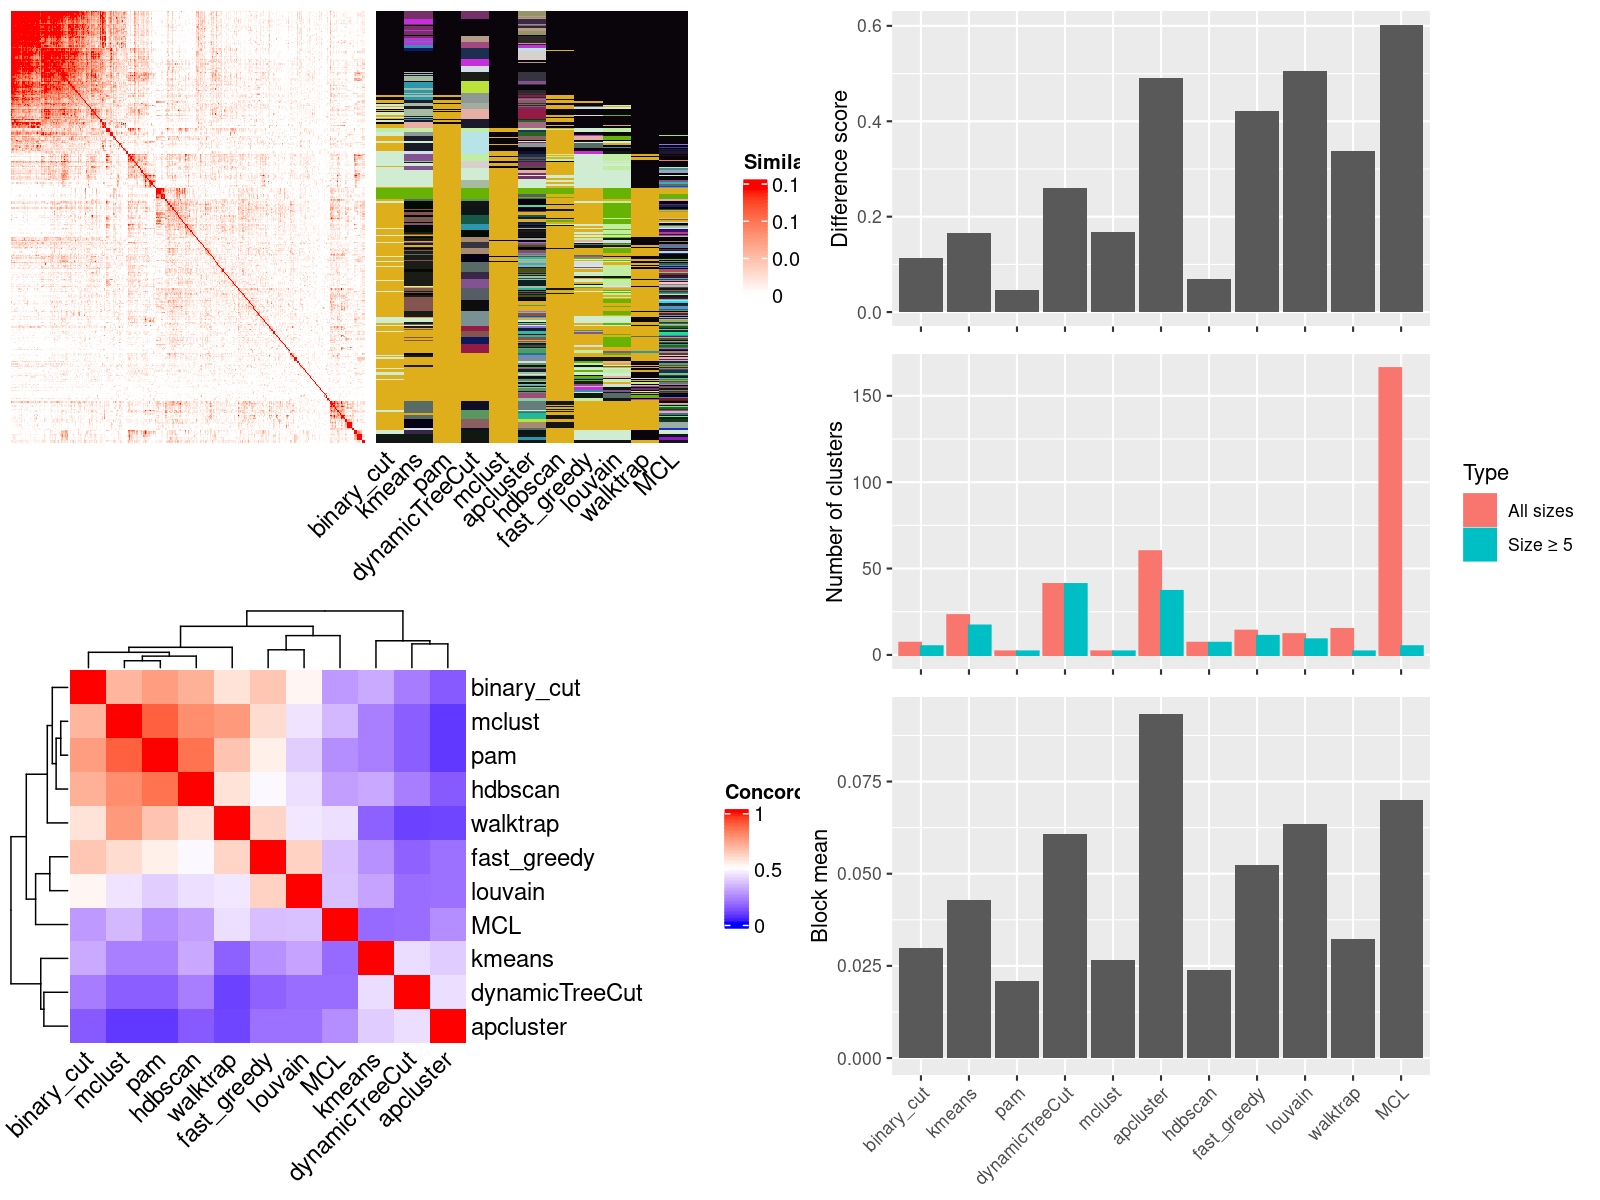 Simila
0.1
0.1
0.0
0
binary_cut
kmeans
pam
dynamicTreeCut
mclust
apcluster
hdbscan
fast_greedy
louvain
walktrap
MCL
binary_cut
mclust
pam
hdbscan
walktrap
fast_greedy
louvain
MCL
kmeans
dynamicTreeCut
apcluster
binary_cut
mclust
pam
hdbscan
walktrap
fast_greedy
louvain
MCL
kmeans
dynamicTreeCut
apcluster
Concord
1
0.5
0
Difference score
0.6
0.4
0.2
0.0
Number of clusters
150
100
50
0
Type
All sizes
Size ≥ 5
Block mean
0.075
0.050
0.025
0.000
binary_cut
kmeans
pam
dynamicTreeCut
mclust
apcluster
hdbscan
fast_greedy
louvain
walktrap
MCL